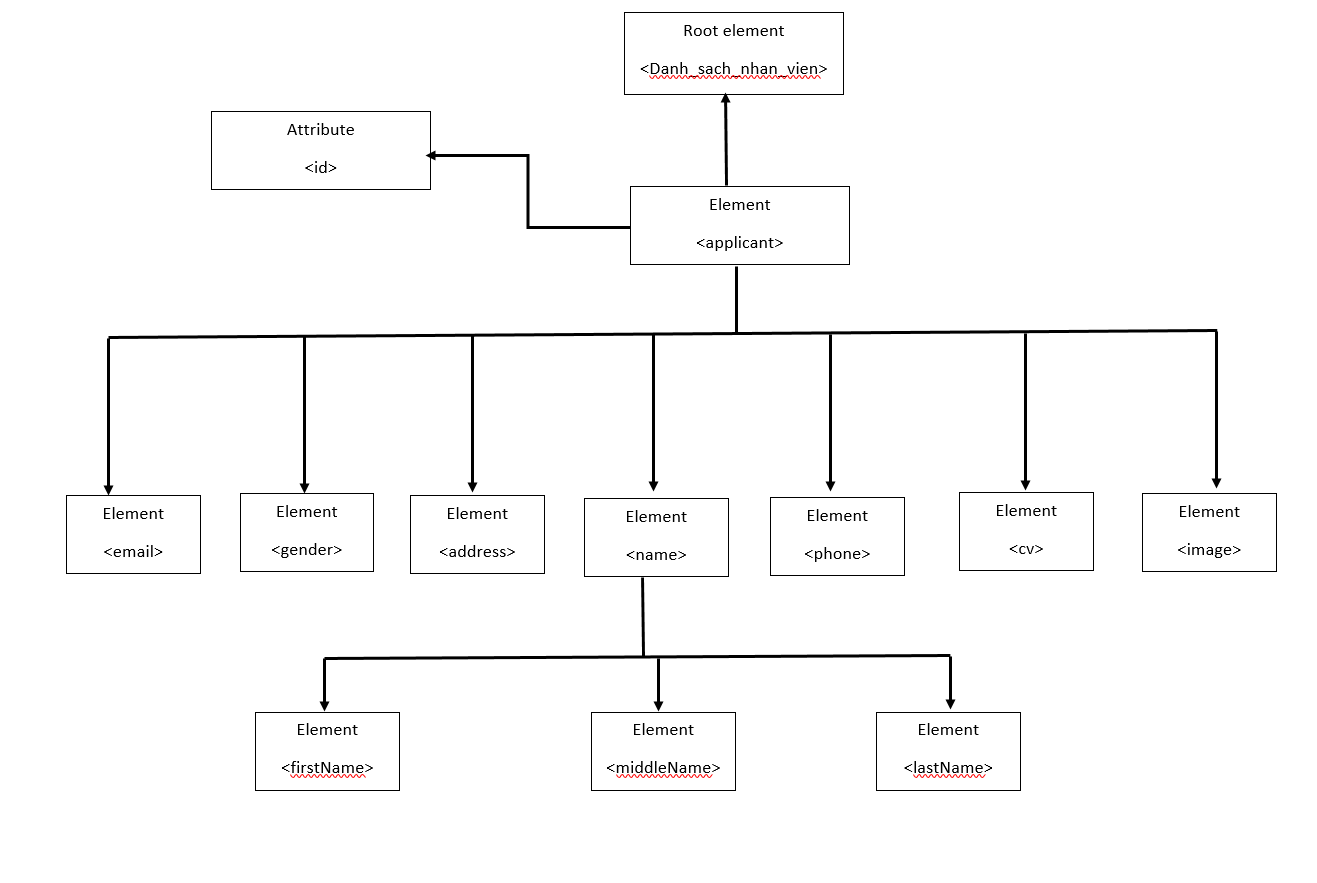 Root element
<Danh_sach_nhan_vien>
Attribute
<id>
Element
<applicant>
Element
<email>
Element
<gender>
Element
<address>
Element
<name>
Element
<phone>
Element
<cv>
Element
<image>
Element
<firstName>
Element
<middleName>
Element
<lastName>